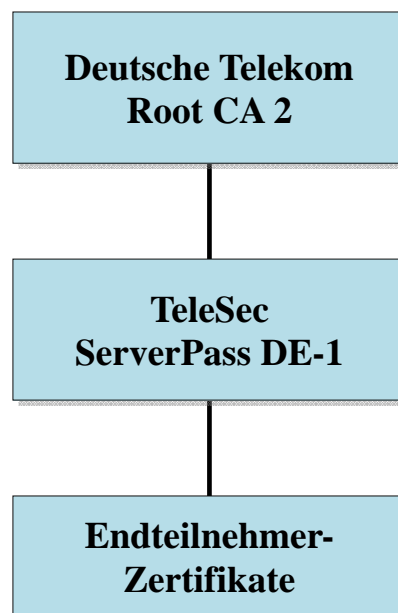 Deutsche Telekom
Root CA 2
TeleSec
ServerPass DE-1
Endteilnehmer-
Zertifikate